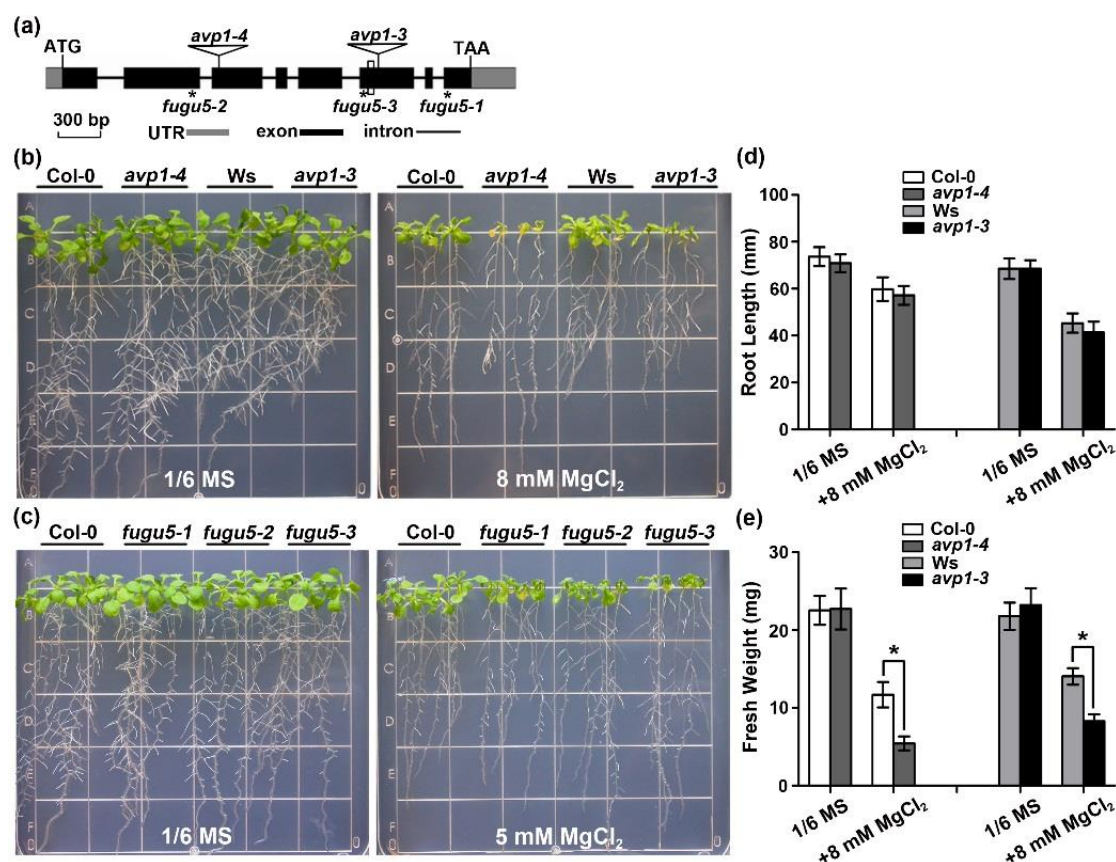 (a)
ATG
avp1-4
avp1-3
TAA
fugu5-2
fugu5-3
fugu5-1
* * *
300 bp
UTR exon intron
(b)
Col-0 avp1-4 Ws avp1-3
Col-0 avp1-4 Ws avp1-3
A
B
C
D
E
F
1/6 MS
A
B
C
D
E
F
8 mM MgCl₂
(c)
Col-0 fugu5-1 fugu5-2 fugu5-3
Col-0 fugu5-1 fugu5-2 fugu5-3
A
B
C
D
E
F
1/6 MS
A
B
C
D
E
F
5 mM MgCl₂
(d)
Col-0
avp1-4
Ws
avp1-3
Root Length (mm)
100
80
60
40
20
0
1/6 MS
+8 mM MgCl₂
1/6 MS
+8 mM MgCl₂
(e)
Col-0
avp1-4
Ws
avp1-3
Fresh Weight (mg)
30
20
10
0
*
*
1/6 MS
+8 mM MgCl₂
1/6 MS
+8 mM MgCl₂